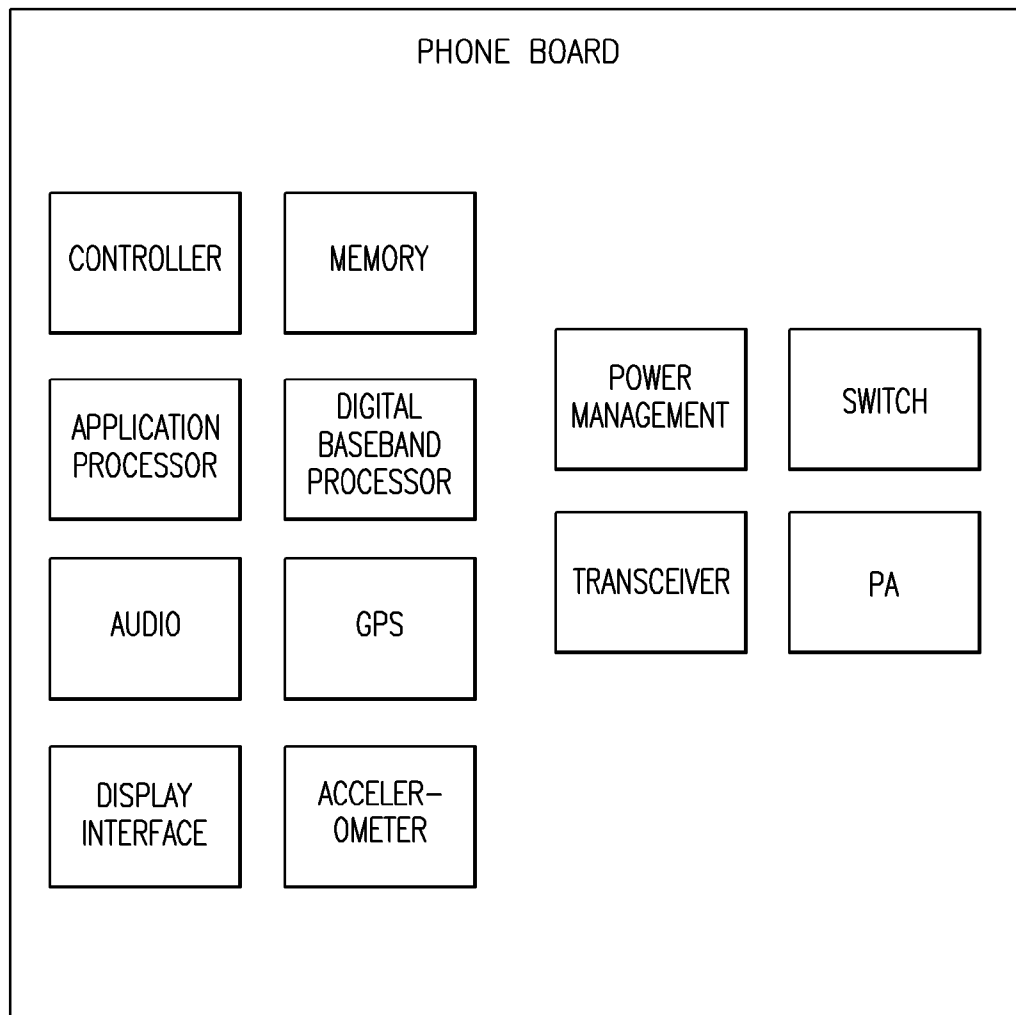 PHONE BOARD
CONTROLLER
MEMORY
APPLICATION
PROCESSOR
DIGITAL
BASEBAND
PROCESSOR
AUDIO
GPS
DISPLAY
INTERFACE
ACCELER-
OMETER
POWER
MANAGEMENT
SWITCH
TRANSCEIVER
PA